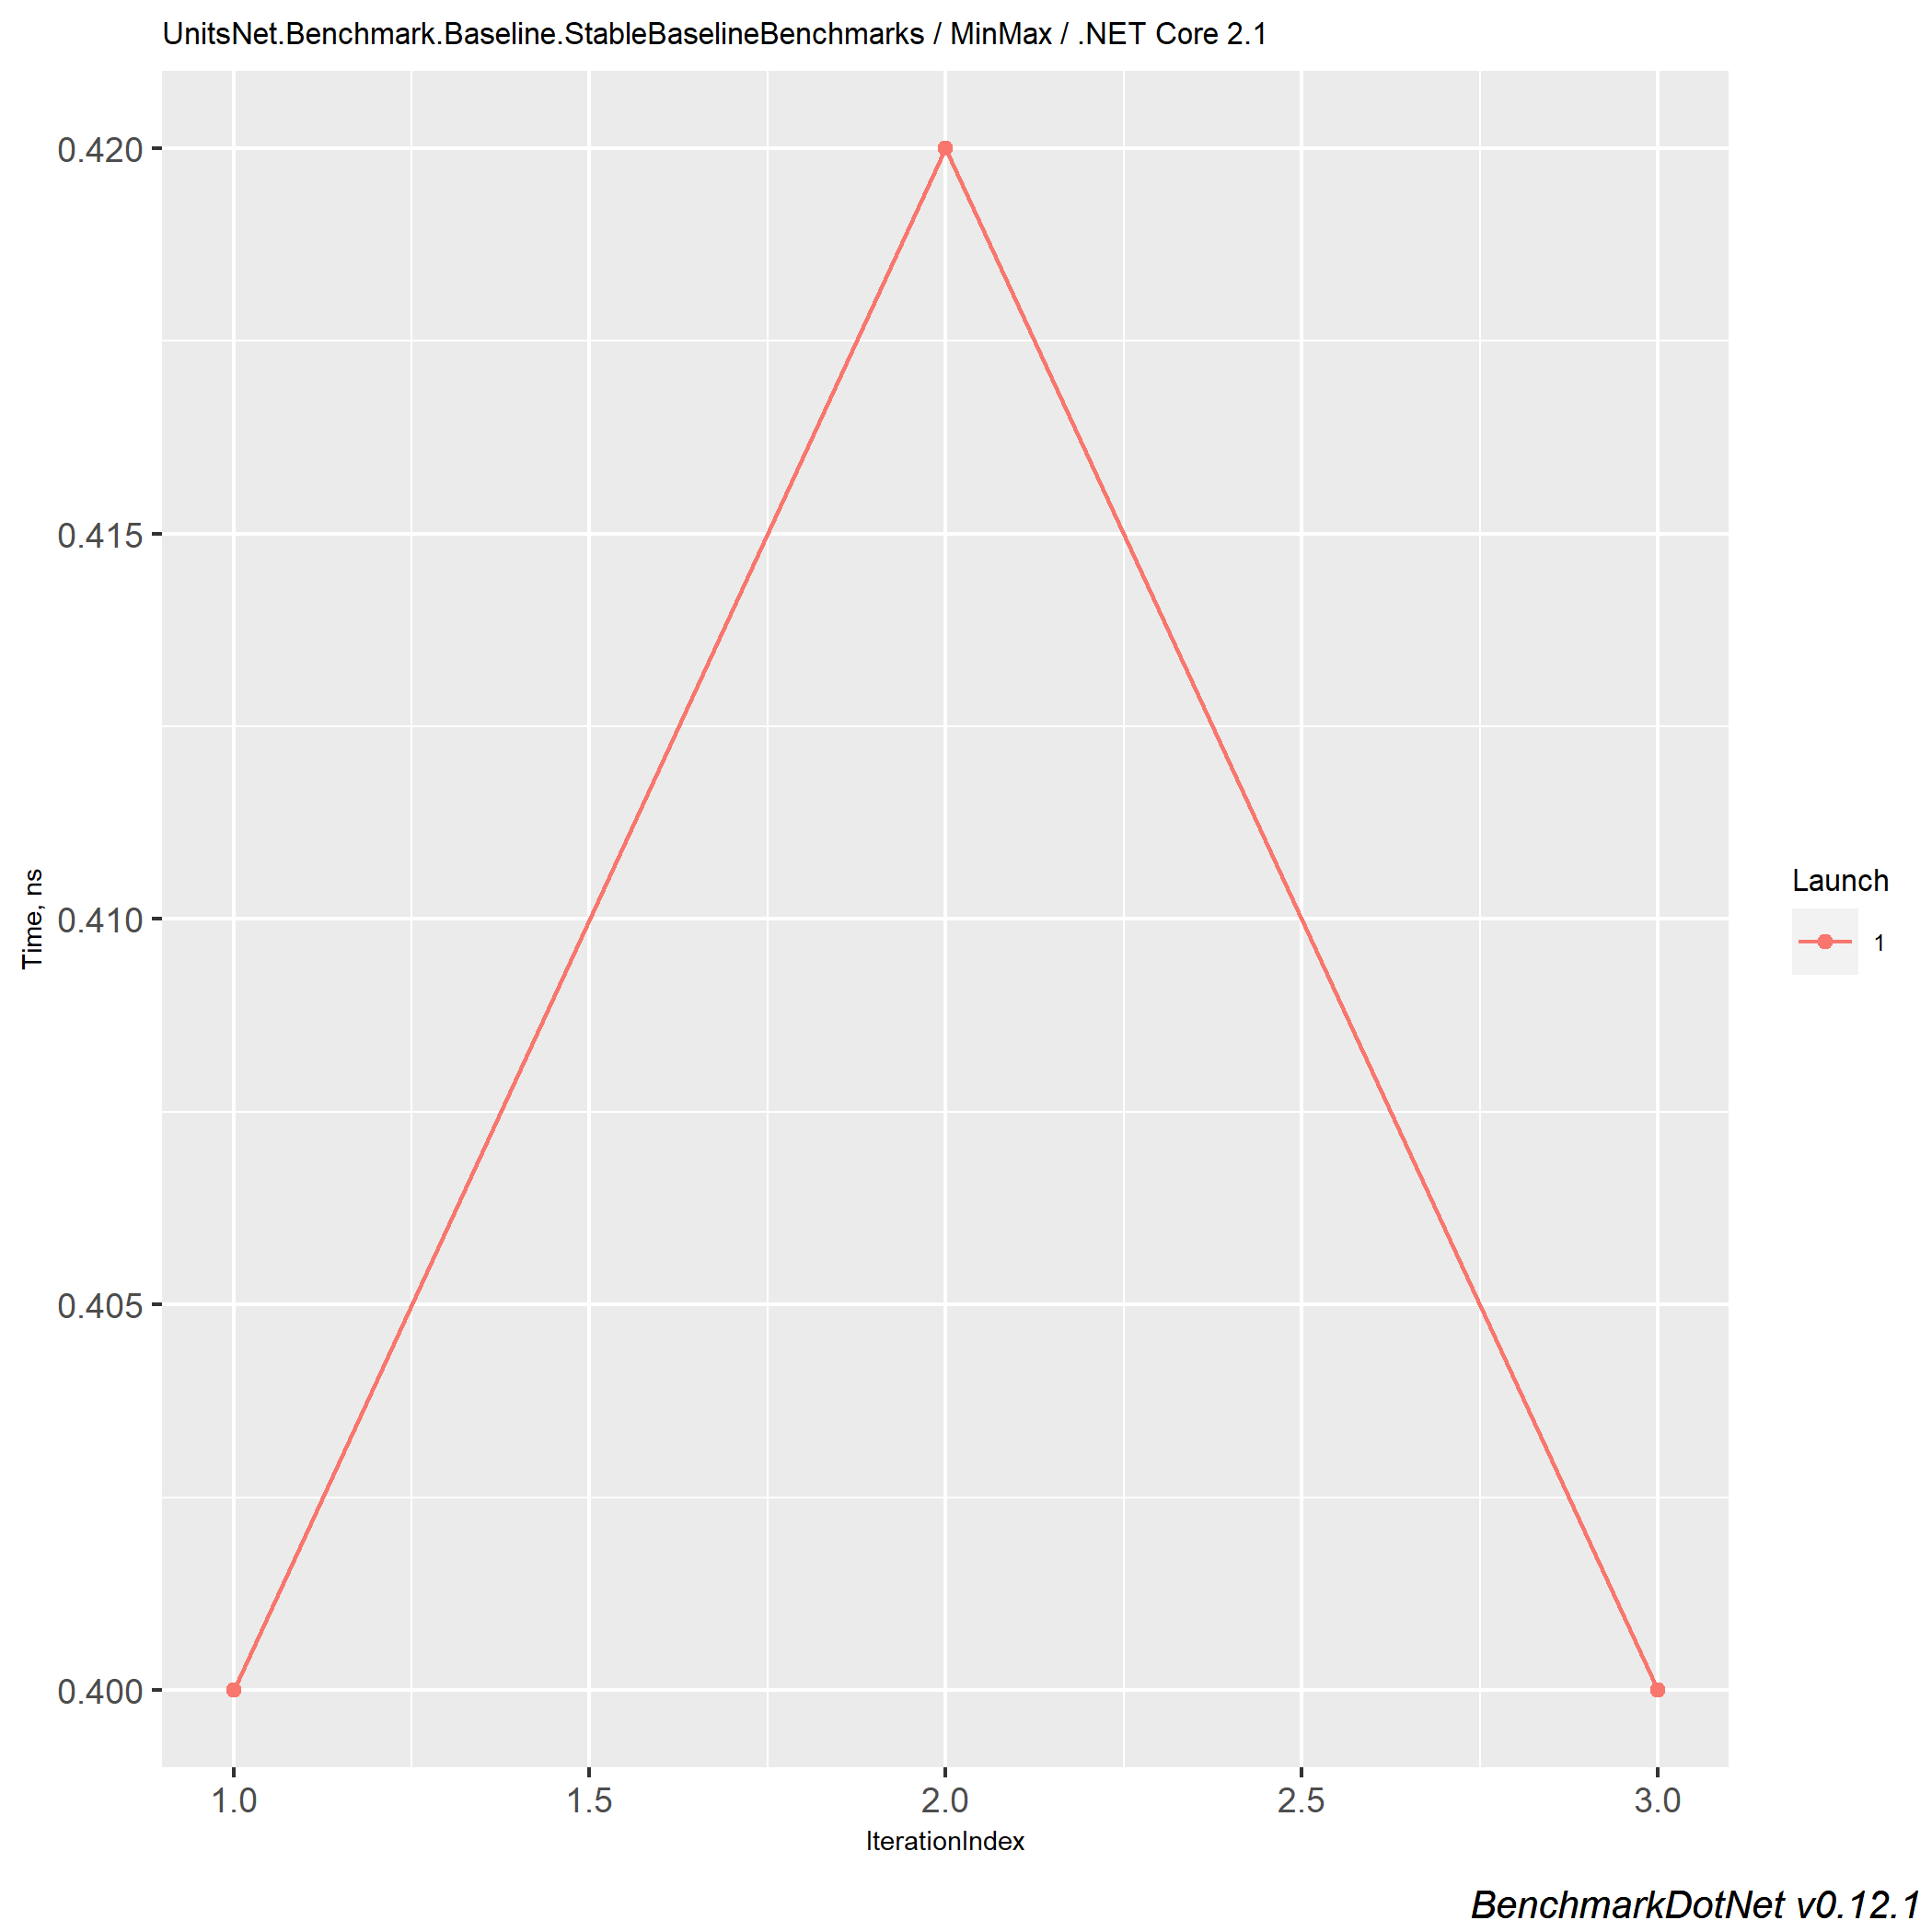 UnitsNet.Benchmark.Baseline.StableBaselineBenchmarks / MinMax / .NET Core 2.1
0.420
0.415
0.410
0.405
0.400
Time, ns
1.0 1.5 2.0 2.5 3.0
IterationIndex
Launch
1
BenchmarkDotNet v0.12.1